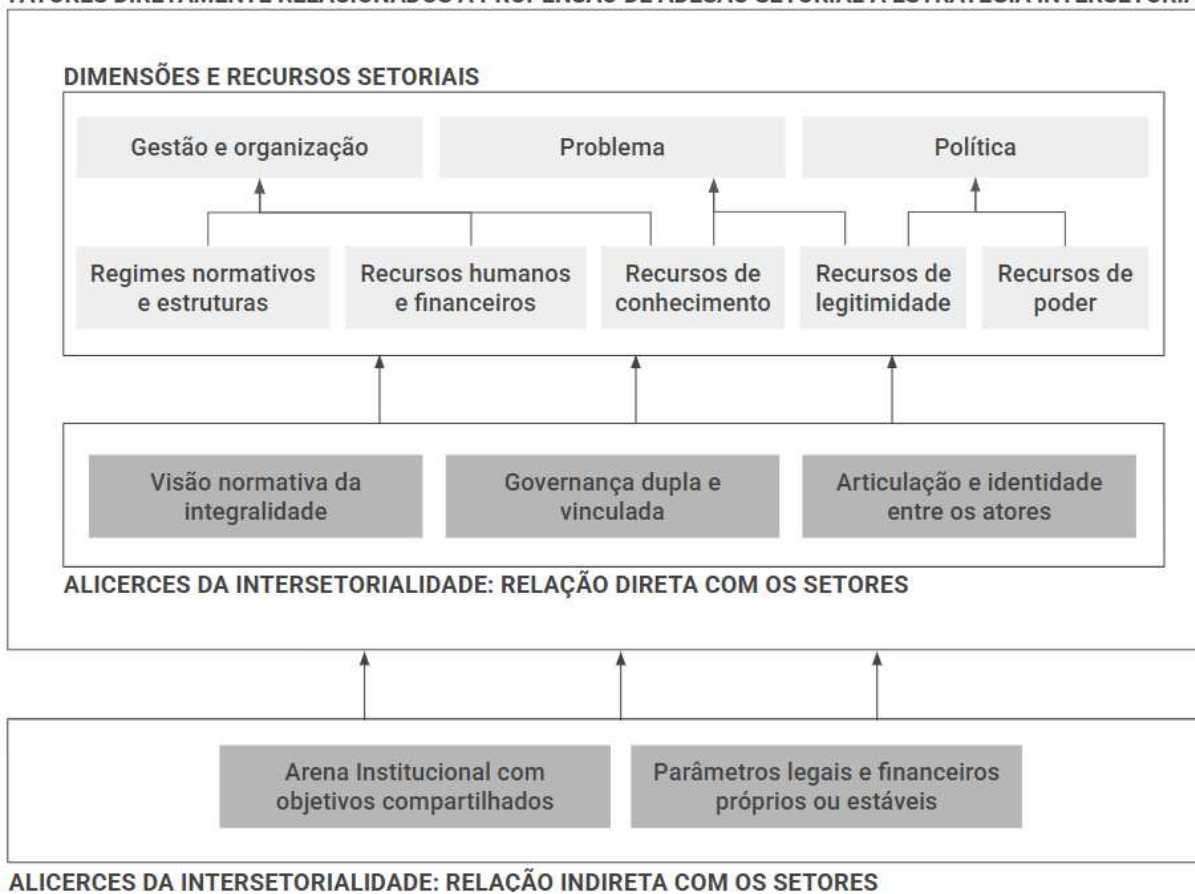 FATORES DIRETAMENTE RELACIONADOS À PROPENSÃO DE ADESÃO SETORIAL À ESTRATÉGIA
DIMENSÕES E RECURSOS SETORIAIS
Gestão e organização
Problema
Política
Regimes normativos
e estruturas
Recursos humanos
e financeiros
Recursos de
conhecimento
Recursos de
legitimidade
Recursos de
poder
Visão normativa da
integralidade
Governança dupla e
vinculada
Articulação e identidade
entre os atores
ALICERCES DA INTERSETORIALIDADE: RELAÇÃO DIRETA COM OS SETORES
Arena Institucional com
objetivos compartilhados
Parâmetros legais e financeiros
próprios ou estáveis
ALICERCES DA INTERSETORIALIDADE: RELAÇÃO INDIRETA COM OS SETORES